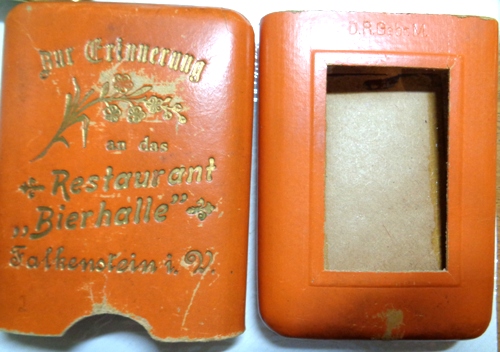 Zur Erinnerung
an das
Restaurant
„Bierhalle"
Falkenstein i. V.
D.R.Gebr.M.